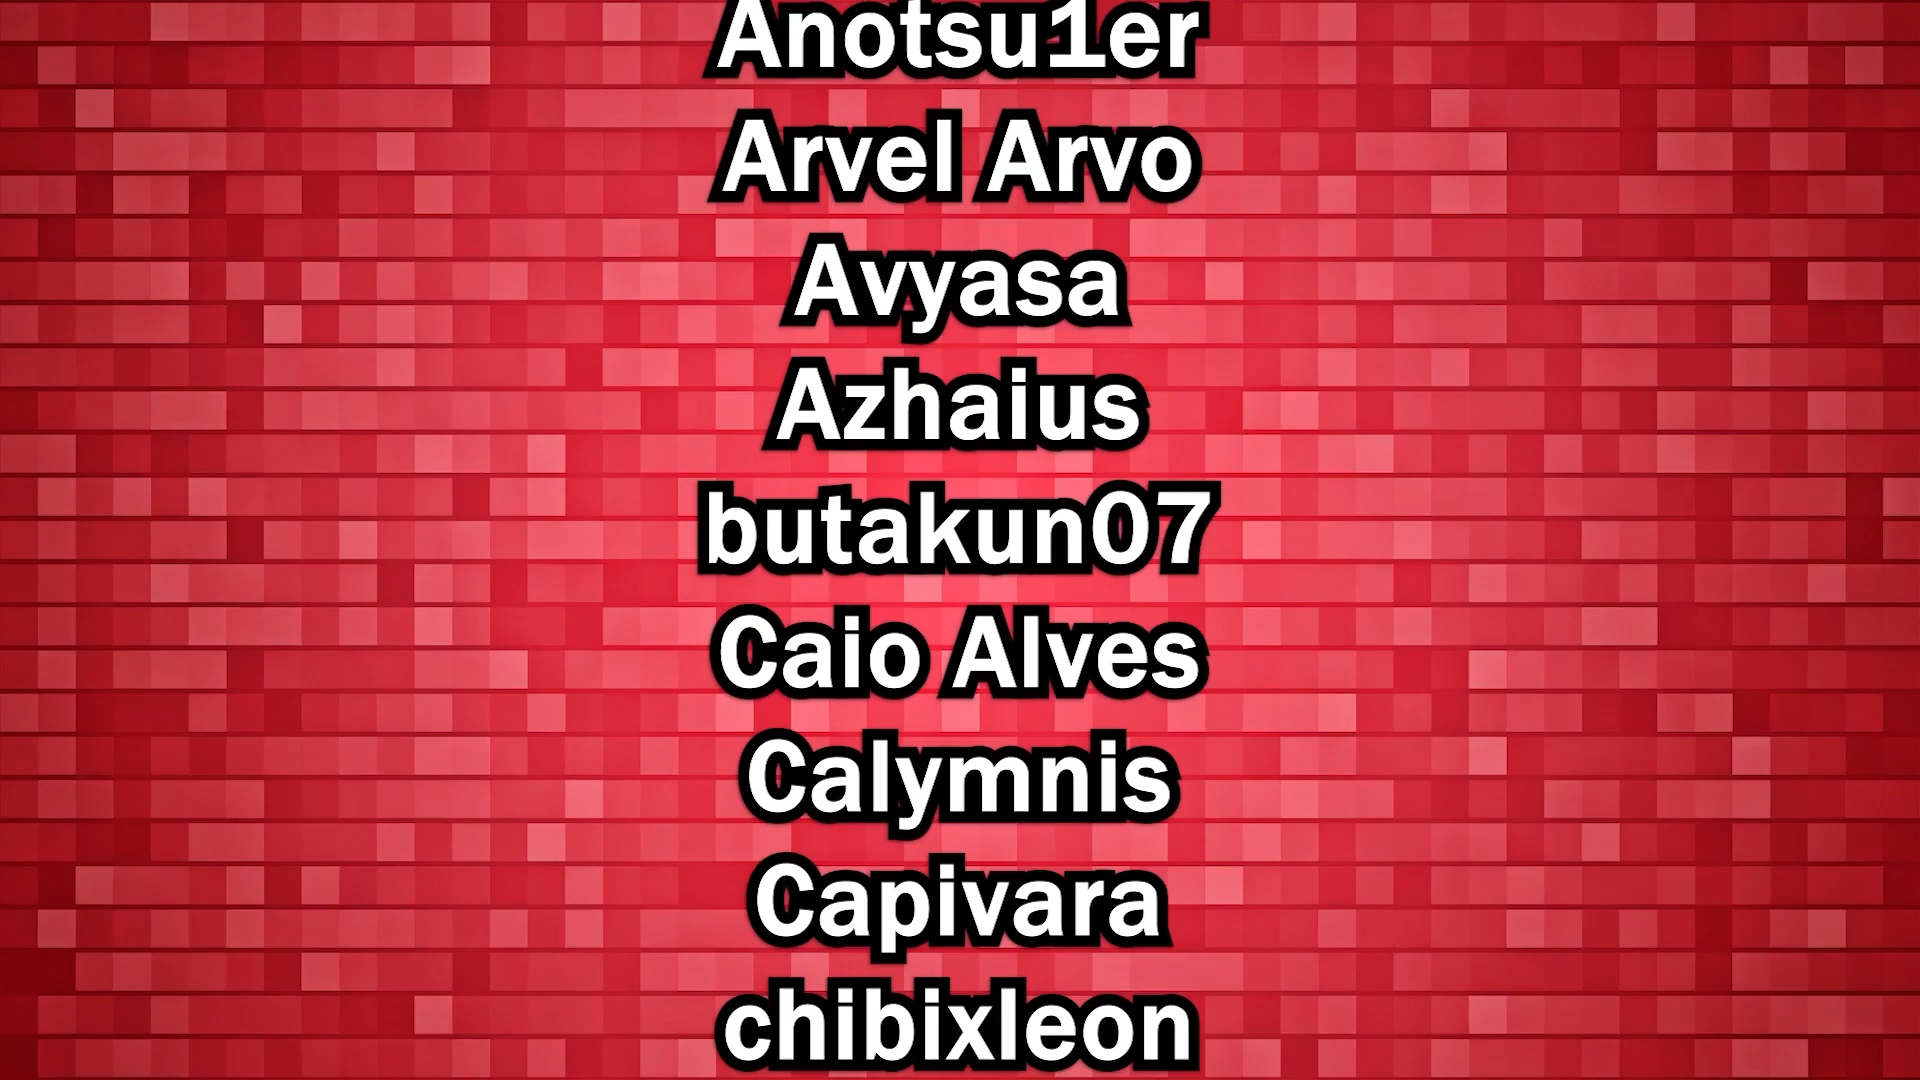 Anotsu1er
Arvel Arvo
Avyasa
Azhaius
butakun07
Caio Alves
Calymnis
Capivara
chibixleon